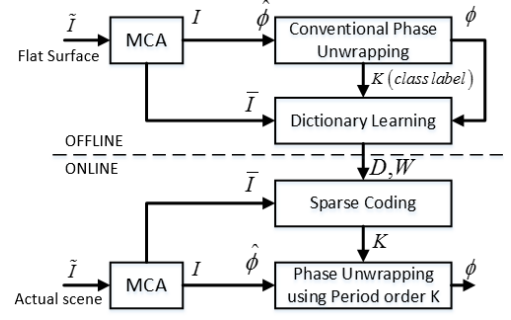 Ĩ
Flat Surface
MCA
I
ϕ̂
Conventional Phase
Unwrapping
ϕ
K (class label)
Ī
Dictionary Learning
OFFLINE
ONLINE
D,W
Ī
Sparse Coding
K
Ĩ
Actual scene
MCA
I
ϕ̂
Phase Unwrapping
using Period order K
ϕ